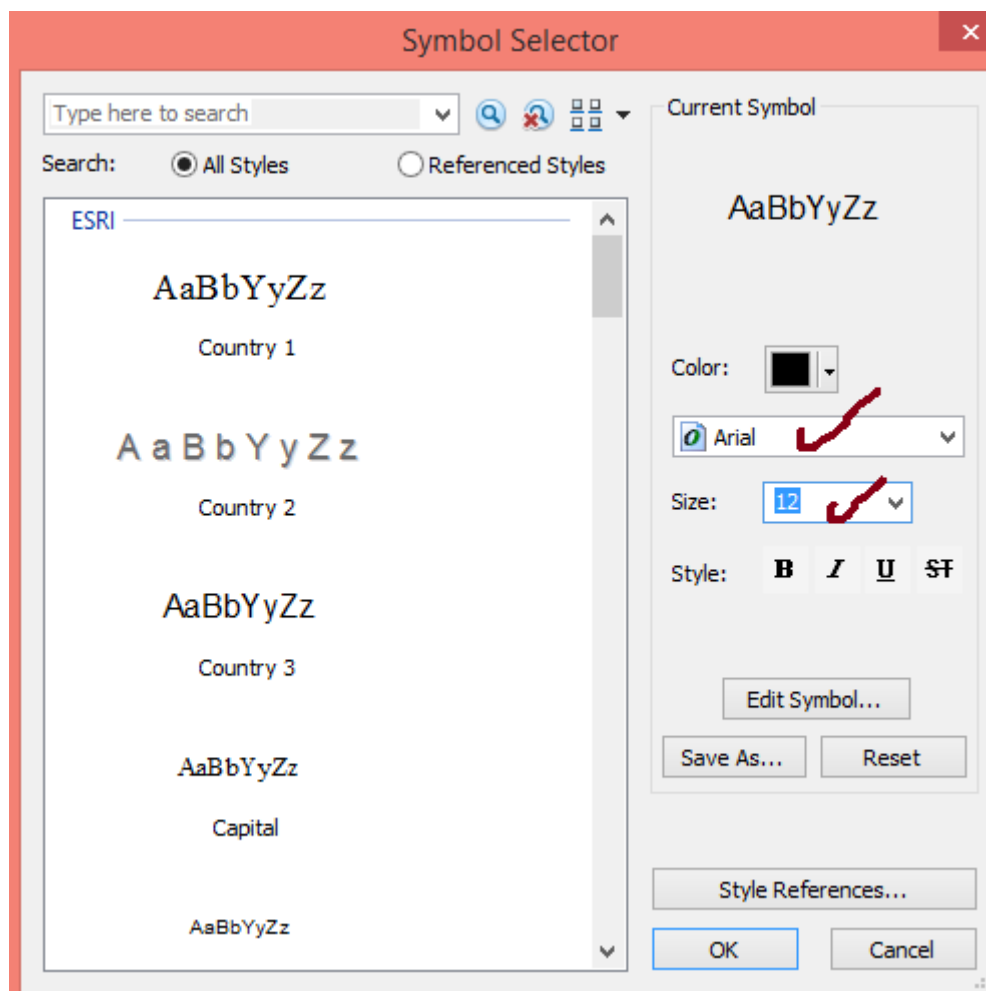 Symbol Selector
Type here to search
Search: All Styles Referenced Styles
ESRI
AaBbYyZz
Country 1
AaBbYyZz
Country 2
AaBbYyZz
Country 3
AaBbYyZz
Capital
AaBbYyZz
Current Symbol
AaBbYyZz
Color:
Arial
Size: 12
Style: B I U ST
Edit Symbol...
Save As... Reset
Style References...
OK Cancel